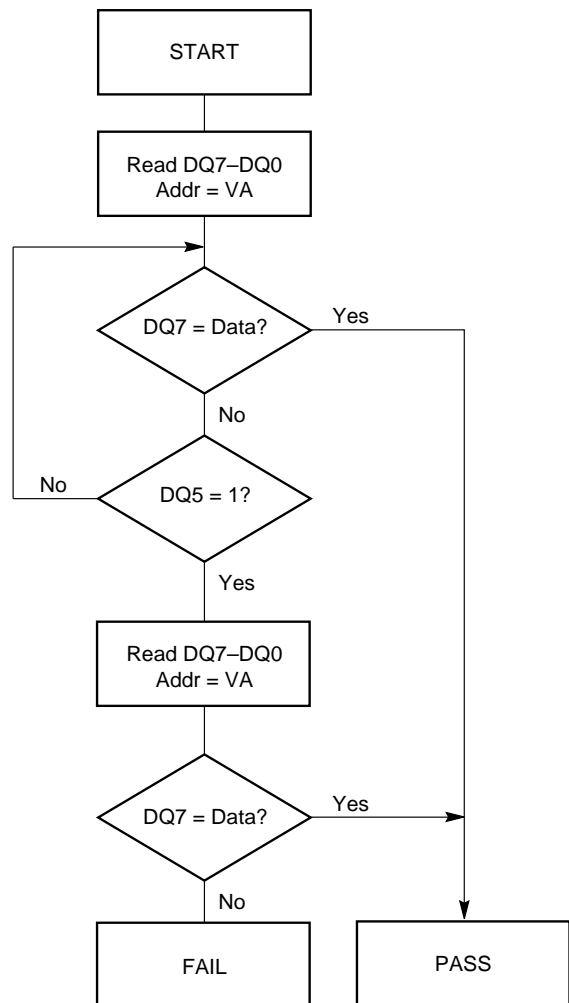 START
Read DQ7–DQ0
Addr = VA
DQ7 = Data?
Yes
No
No
DQ5 = 1?
Yes
Read DQ7–DQ0
Addr = VA
DQ7 = Data?
Yes
No
FAIL
PASS